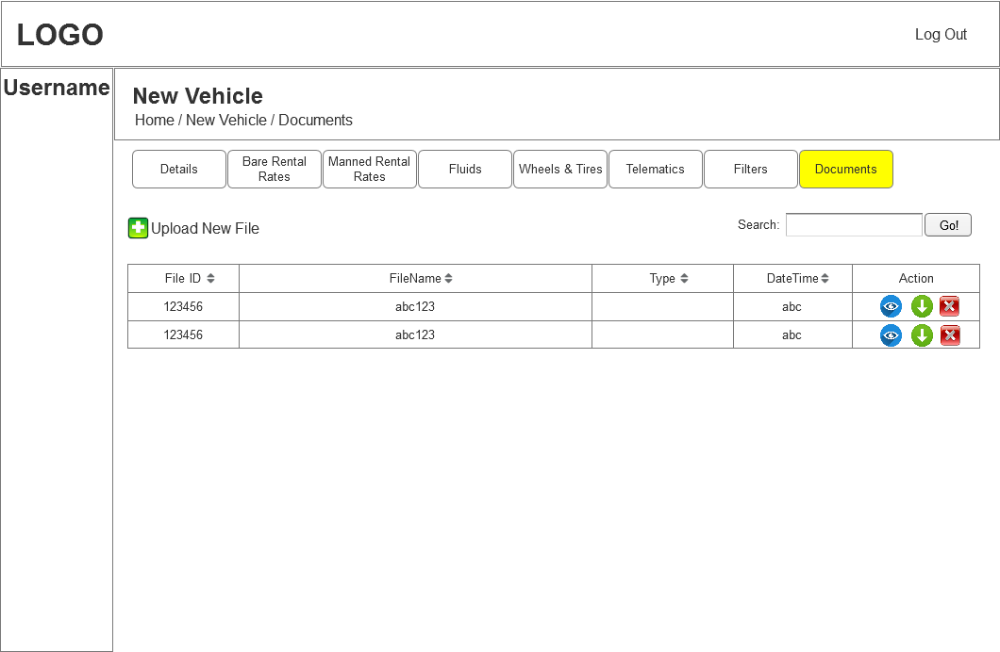 LOGO
Log Out
Username
New Vehicle
Home / New Vehicle / Documents
Details
Bare Rental
Rates
Manned Rental
Rates
Fluids
Wheels & Tires
Telematics
Filters
Documents
Upload New File
Search:
Go!
File ID FileName Type DateTime Action
123456 abc123 abc
123456 abc123 abc